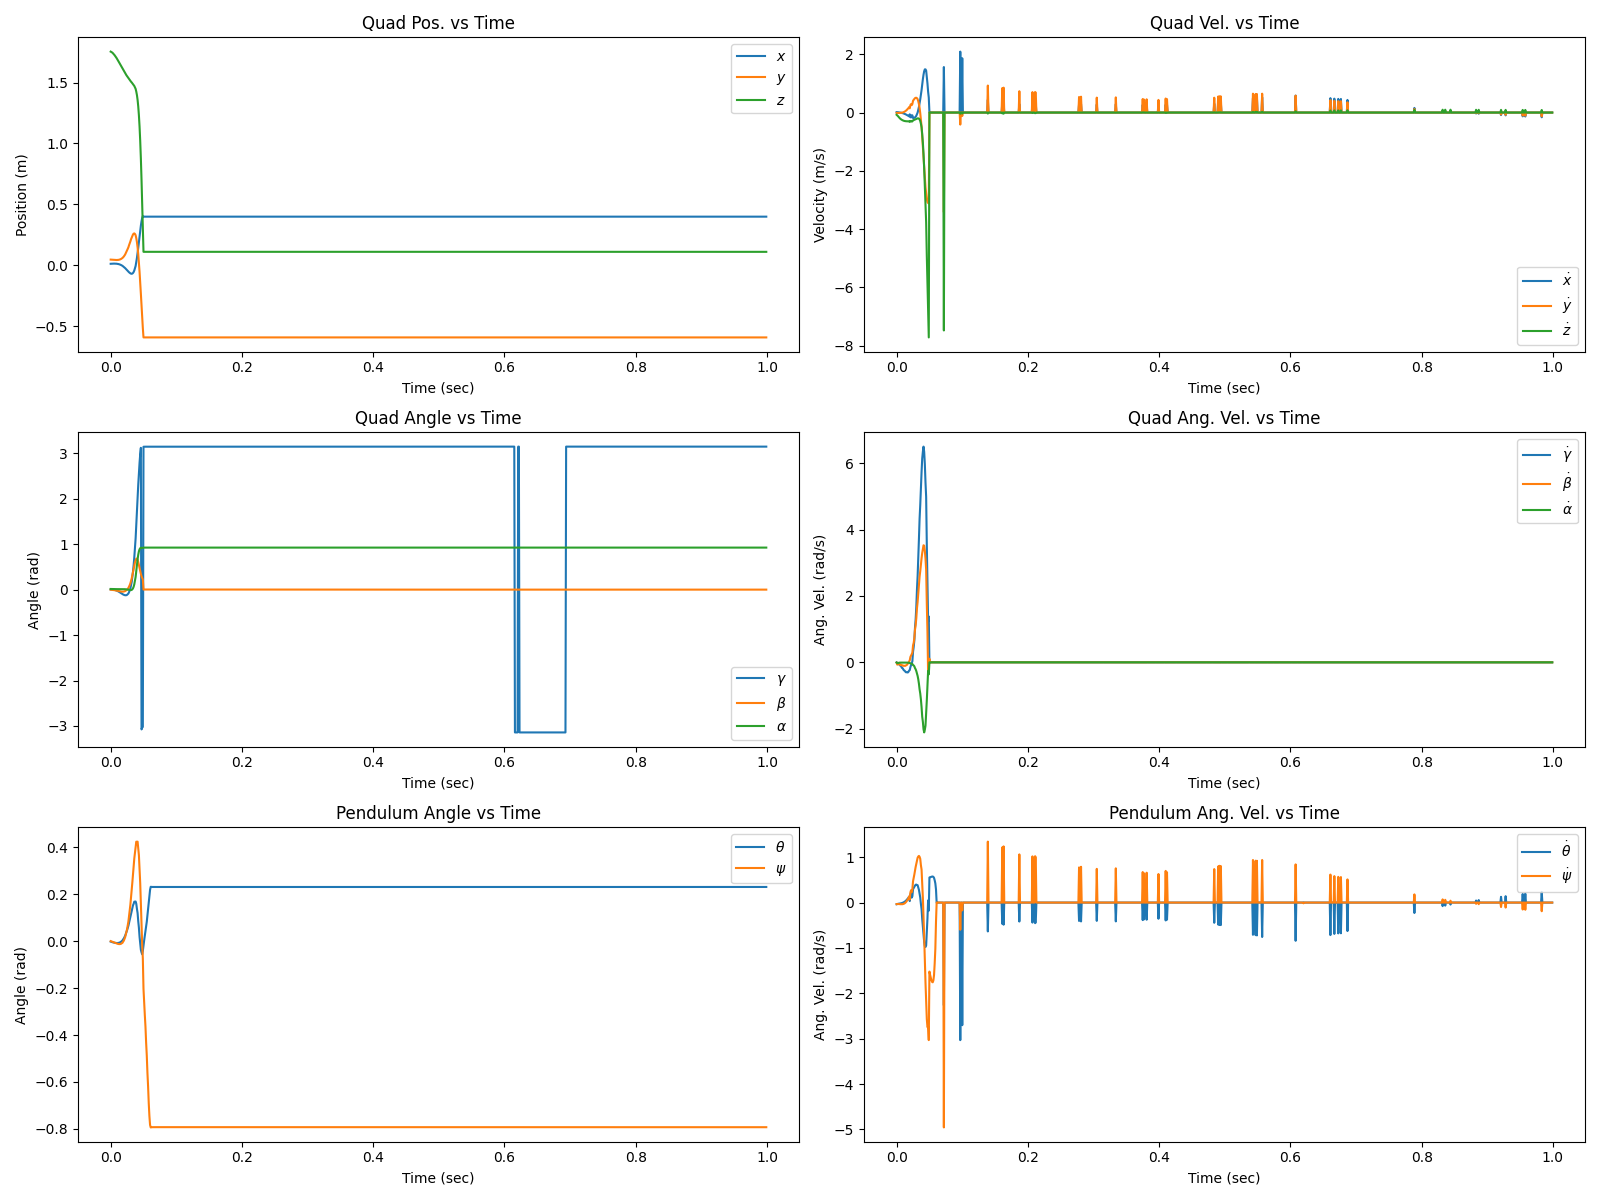 Quad Pos. vs Time
Position (m)
1.5
1.0
0.5
0.0
−0.5
0.0 0.2 0.4 0.6 0.8 1.0
Time (sec)
x
y
z
Quad Vel. vs Time
Velocity (m/s)
2
0
−2
−4
−6
−8
0.0 0.2 0.4 0.6 0.8 1.0
Time (sec)
ẋ
ẏ
ż
Quad Angle vs Time
Angle (rad)
3
2
1
0
−1
−2
−3
0.0 0.2 0.4 0.6 0.8 1.0
Time (sec)
γ
β
α
Quad Ang. Vel. vs Time
Ang. Vel. (rad/s)
6
4
2
0
−2
0.0 0.2 0.4 0.6 0.8 1.0
Time (sec)
γ̇
β̇
α̇
Pendulum Angle vs Time
Angle (rad)
0.4
0.2
0.0
−0.2
−0.4
−0.6
−0.8
0.0 0.2 0.4 0.6 0.8 1.0
Time (sec)
θ
ψ
Pendulum Ang. Vel. vs Time
Ang. Vel. (rad/s)
1
0
−1
−2
−3
−4
−5
0.0 0.2 0.4 0.6 0.8 1.0
Time (sec)
θ̇
ψ̇